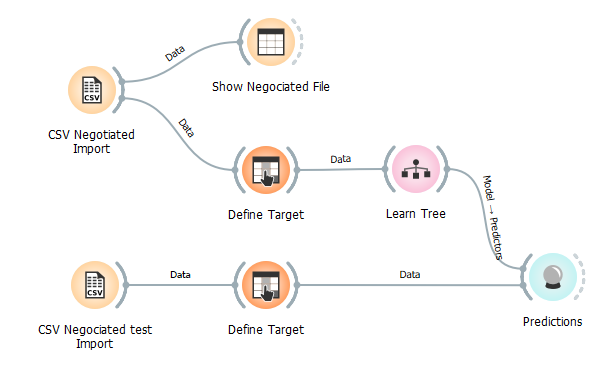 Data
Show Negociated File
CSV
CSV Negotiated
Import
Data
Define Target
Data
Learn Tree
Model → Predictors
CSV
CSV Negociated test
Import
Data
Define Target
Data
Predictions